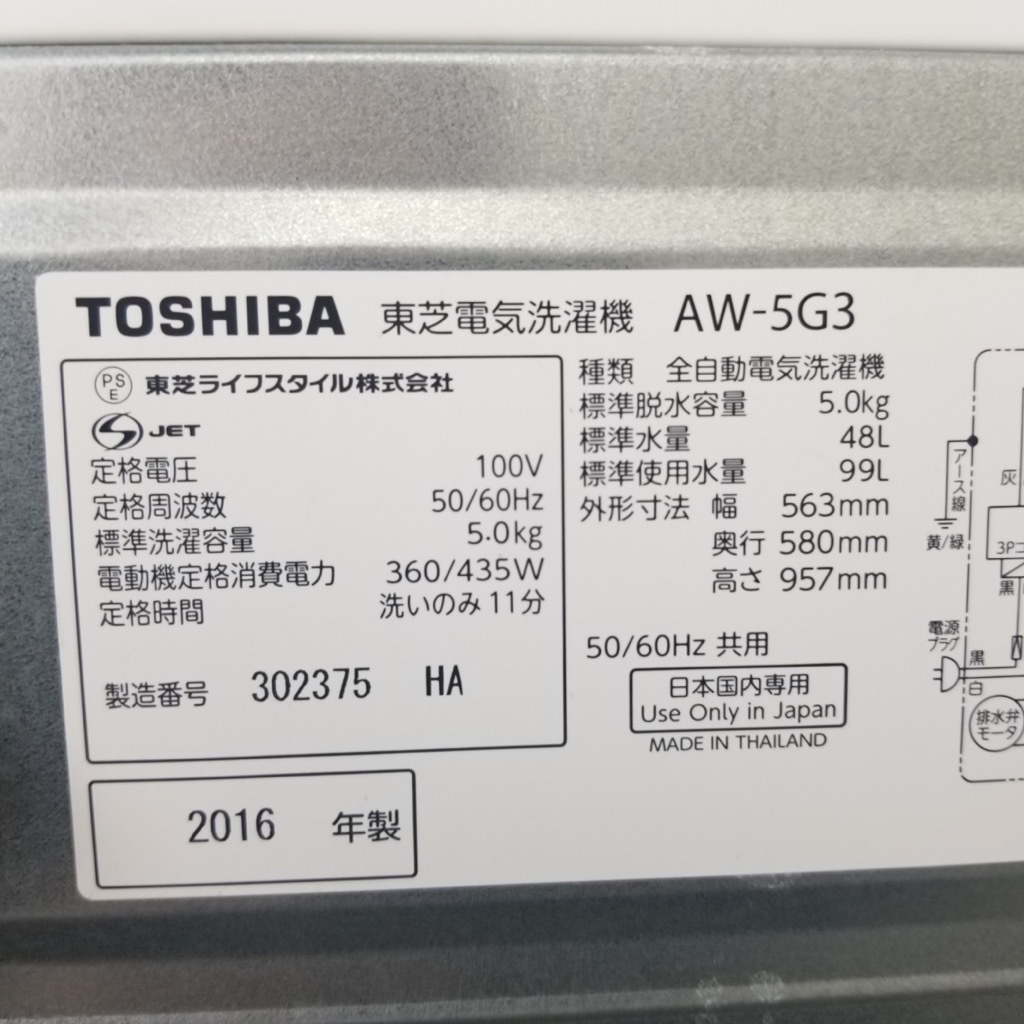 TOSHIBA 東芝電気洗濯機 AW-5G3
PSE 東芝ライフスタイル株式会社
JET
定格電圧 100V
定格周波数 50/60Hz
標準洗濯容量 5.0kg
電動機定格消費電力 360/435W
定格時間 洗いのみ11分
製造番号 302375 HA
2016 年製
種類 全自動電気洗濯機
標準脱水容量 5.0kg
標準水量 48L
標準使用水量 99L
外形寸法 幅 563mm
奥行 580mm
高さ 957mm
50/60Hz 共用
日本国内専用
Use Only in Japan
MADE IN THAILAND
アース線
黄/緑
灰
3Pコ
黒
電源
プラグ
黒
白
排水弁
モータ